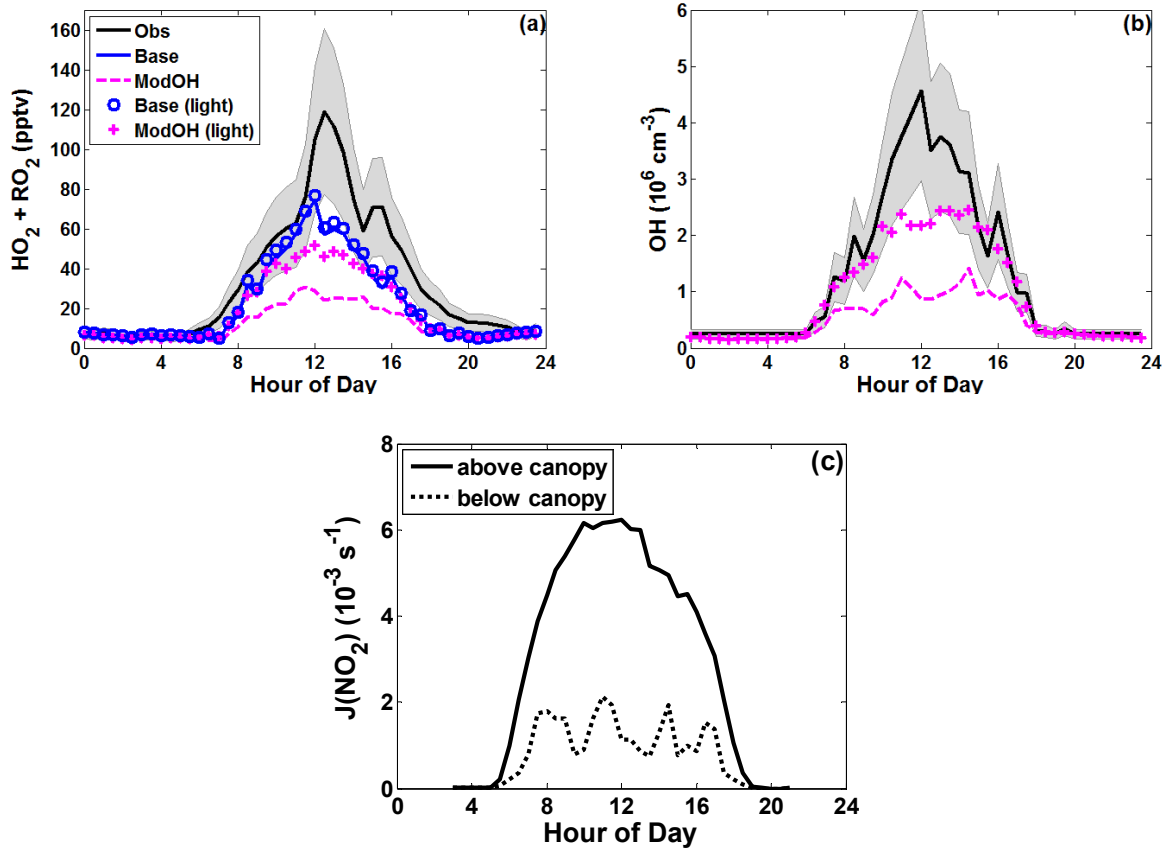 (a)
HO2 + RO2 (pptv)
160
140
120
100
80
60
40
20
0
Obs
Base
ModOH
Base (light)
ModOH (light)
0 4 8 12 16 20 24
Hour of Day
(b)
OH (10^6 cm^-3)
6
5
4
3
2
1
0
0 4 8 12 16 20 24
Hour of Day
(c)
J(NO2) (10^-3 s^-1)
8
6
4
2
0
above canopy
below canopy
0 4 8 12 16 20 24
Hour of Day